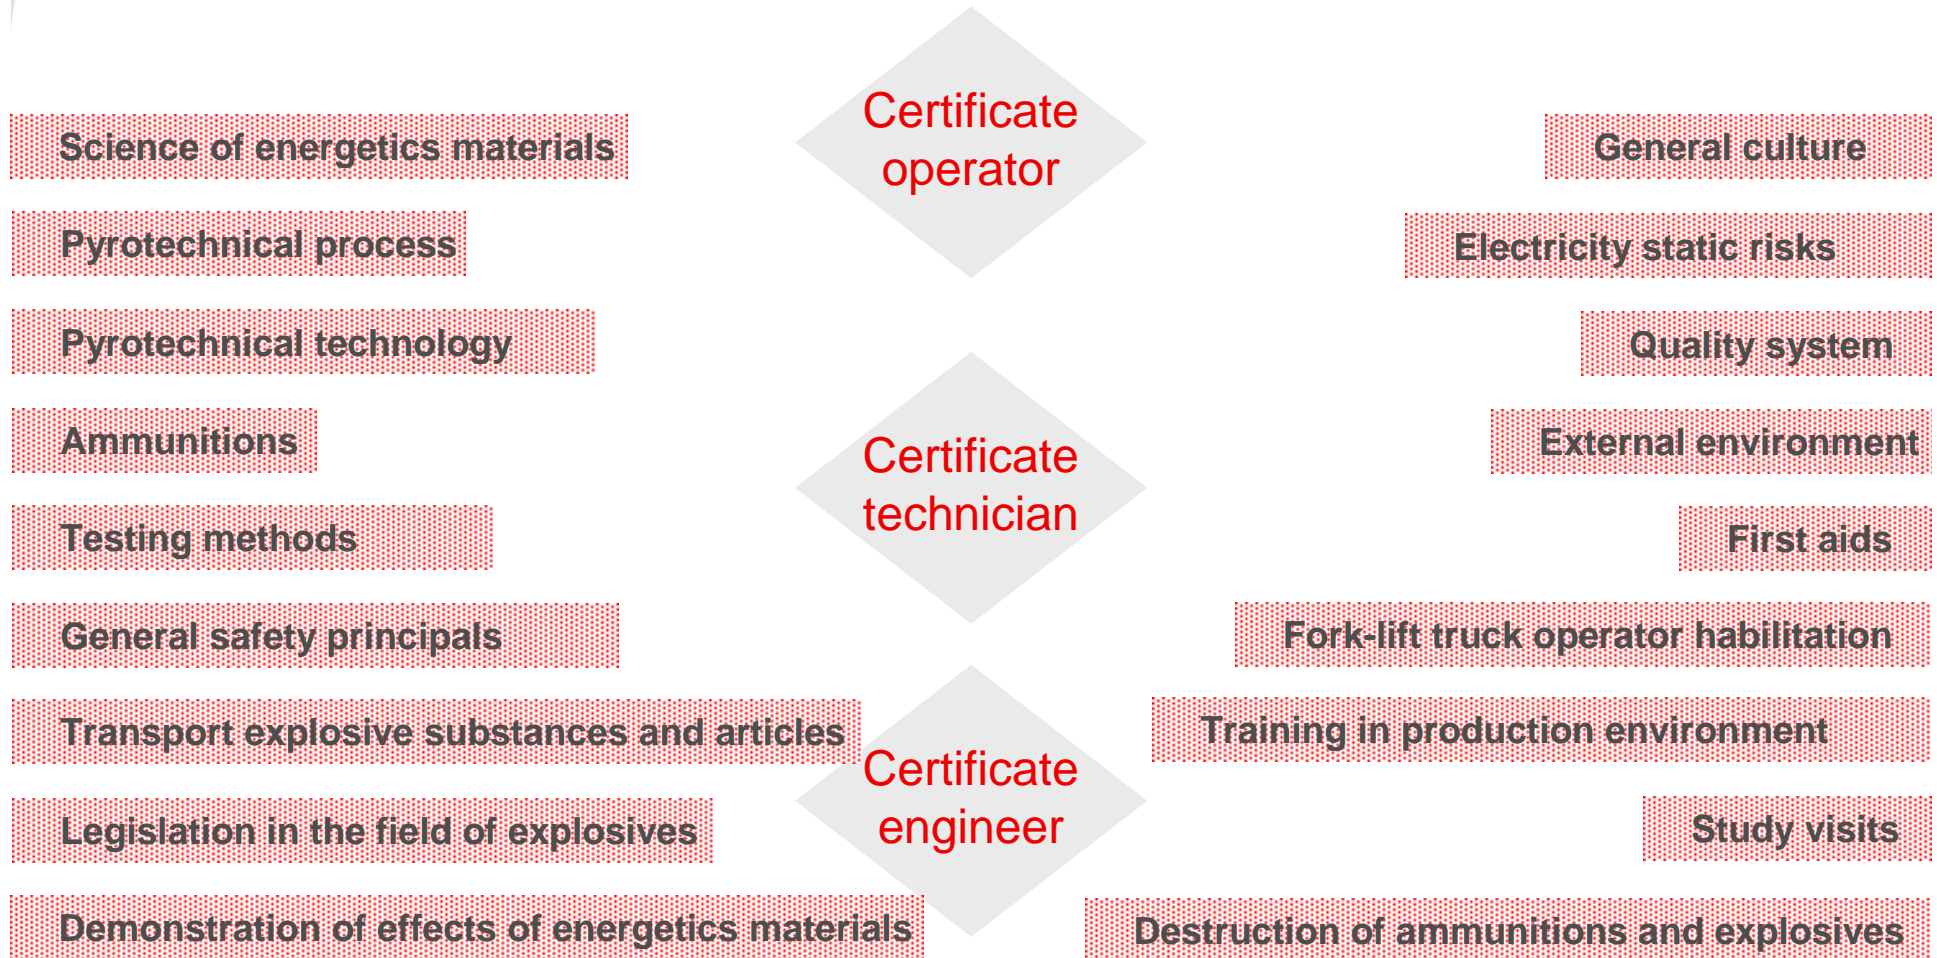 Certificate
operator
Science of energetics materials
General culture
Pyrotechnical process
Electricity static risks
Pyrotechnical technology
Quality system
Ammunitions
External environment
Certificate
technician
Testing methods
First aids
General safety principals
Fork-lift truck operator habilitation
Transport explosive substances and articles
Training in production environment
Certificate
engineer
Legislation in the field of explosives
Study visits
Demonstration of effects of energetics materials
Destruction of ammunitions and explosives